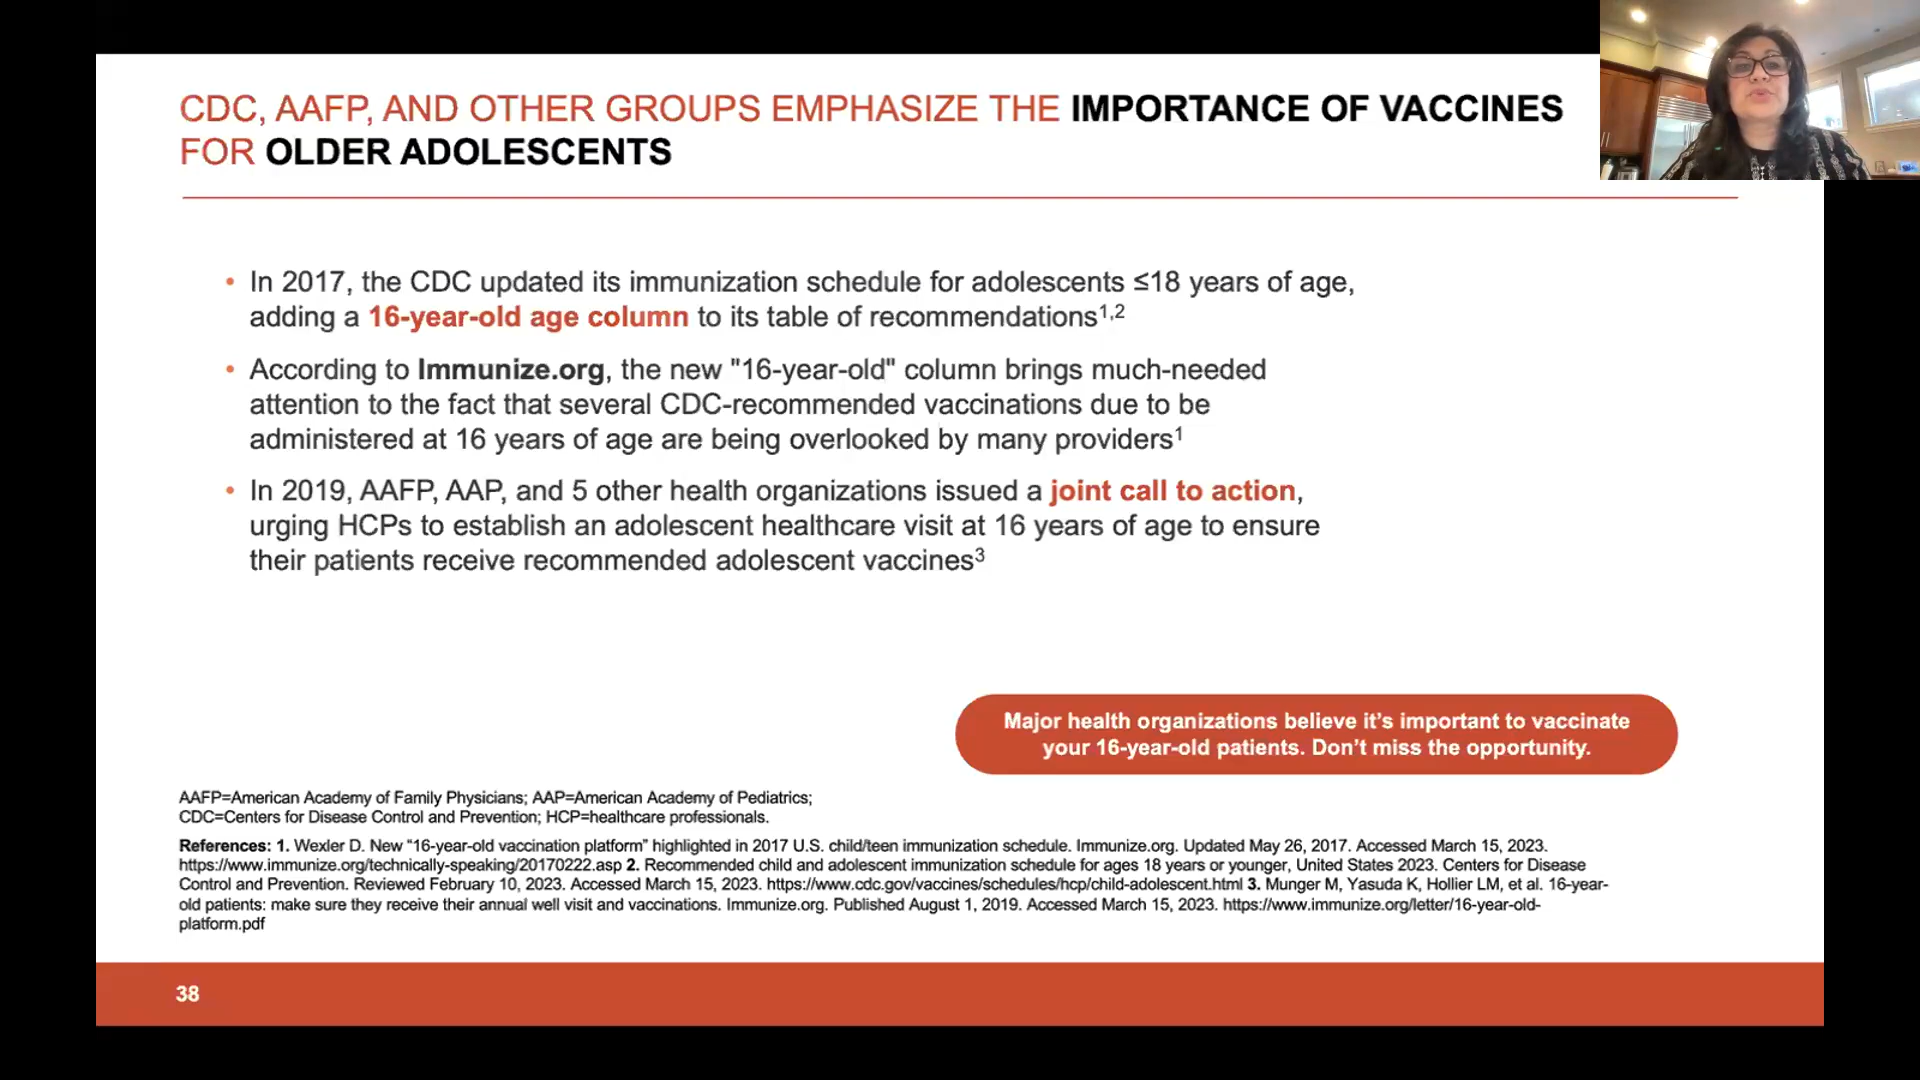 CDC, AAFP, AND OTHER GROUPS EMPHASIZE THE IMPORTANCE OF VACCINES
FOR OLDER ADOLESCENTS
• In 2017, the CDC updated its immunization schedule for adolescents ≤18 years of age,
adding a 16-year-old age column to its table of recommendations1,2
• According to Immunize.org, the new "16-year-old" column brings much-needed
attention to the fact that several CDC-recommended vaccinations due to be
administered at 16 years of age are being overlooked by many providers1
• In 2019, AAFP, AAP, and 5 other health organizations issued a joint call to action,
urging HCPs to establish an adolescent healthcare visit at 16 years of age to ensure
their patients receive recommended adolescent vaccines3
Major health organizations believe it’s important to vaccinate
your 16-year-old patients. Don’t miss the opportunity.
AAFP=American Academy of Family Physicians; AAP=American Academy of Pediatrics;
CDC=Centers for Disease Control and Prevention; HCP=healthcare professionals.
References: 1. Wexler D. New “16-year-old vaccination platform” highlighted in 2017 U.S. child/teen immunization schedule. Immunize.org. Updated May 26, 2017. Accessed March 15, 2023.
https://www.immunize.org/technically-speaking/20170222.asp 2. Recommended child and adolescent immunization schedule for ages 18 years or younger, United States 2023. Centers for Disease
Control and Prevention. Reviewed February 10, 2023. Accessed March 15, 2023. https://www.cdc.gov/vaccines/schedules/hcp/child-adolescent.html 3. Munger M, Yasuda K, Hollier LM, et al. 16-year-
old patients: make sure they receive their annual well visit and vaccinations. Immunize.org. Published August 1, 2019. Accessed March 15, 2023. https://www.immunize.org/letter/16-year-old-
platform.pdf
38